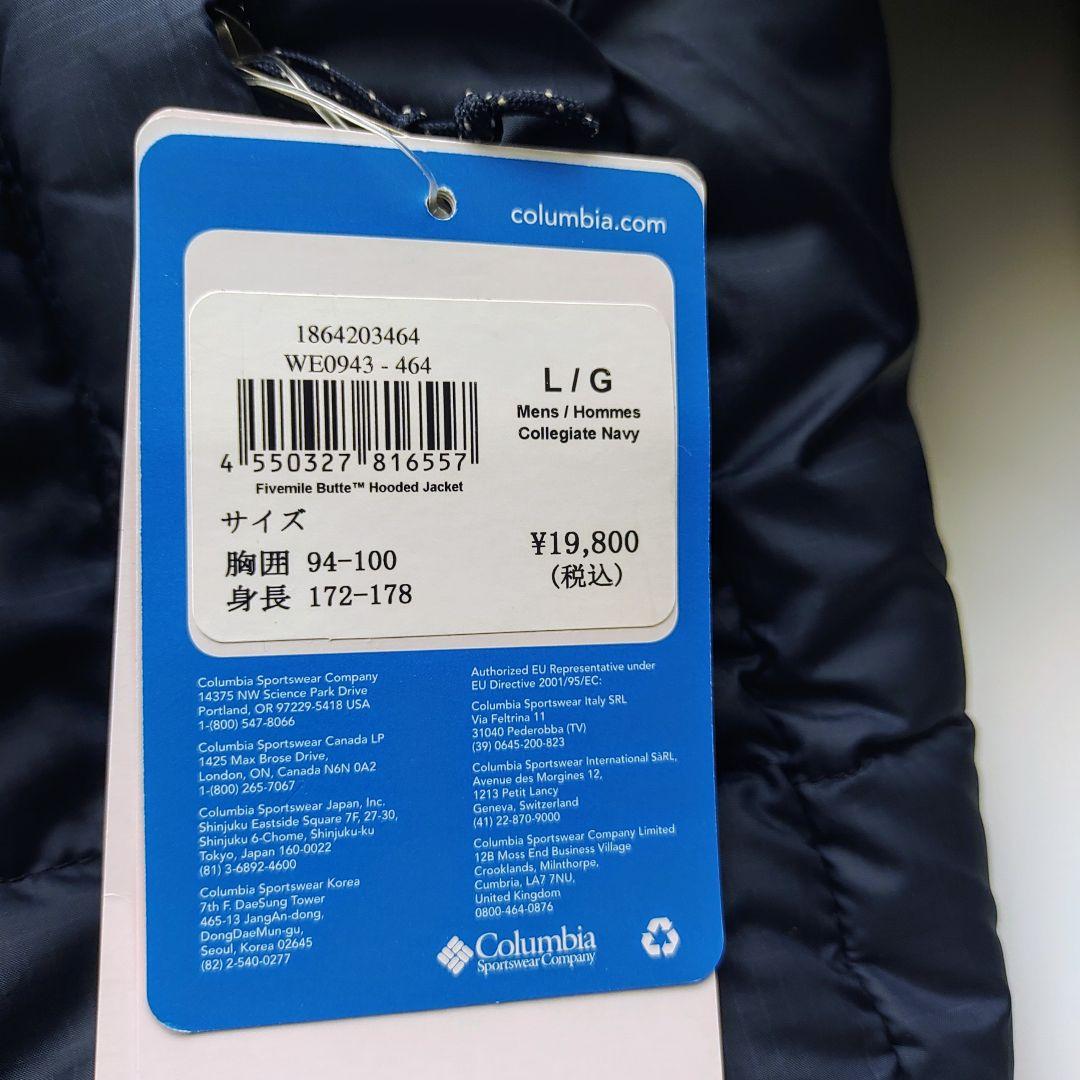 columbia.com
1864203464
WE0943 - 464
4 550327 816557
Fivemile Butte™ Hooded Jacket
L / G
Mens / Hommes
Collegiate Navy
サイズ
胸囲 94-100
身長 172-178
¥19,800
(税込)
Columbia Sportswear Company
14375 NW Science Park Drive
Portland, OR 97229-5418 USA
1-(800) 547-8066
Columbia Sportswear Canada LP
1425 Max Brose Drive,
London, ON, Canada N6N 0A2
1-(800) 265-7067
Columbia Sportswear Japan, Inc.
Shinjuku Eastside Square 7F, 27-30,
Shinjuku 6-Chome, Shinjuku-ku
Tokyo, Japan 160-0022
(81) 3-6892-4600
Columbia Sportswear Korea
7th F. DaeSung Tower
465-13 JangAn-dong,
DongDaeMun-gu,
Seoul, Korea 02645
(82) 2-540-0277
Authorized EU Representative under
EU Directive 2001/95/EC:
Columbia Sportswear Italy SRL
Via Feltrina 11
31040 Pederobba (TV)
(39) 0645-200-823
Columbia Sportswear International SàRL,
Avenue des Morgines 12,
1213 Petit Lancy
Geneva, Switzerland
(41) 22-870-9000
Columbia Sportswear Company Limited
12B Moss End Business Village
Crooklands, Milnthorpe,
Cumbria, LA7 7NU,
United Kingdom
0800-464-0876
Columbia
Sportswear Company